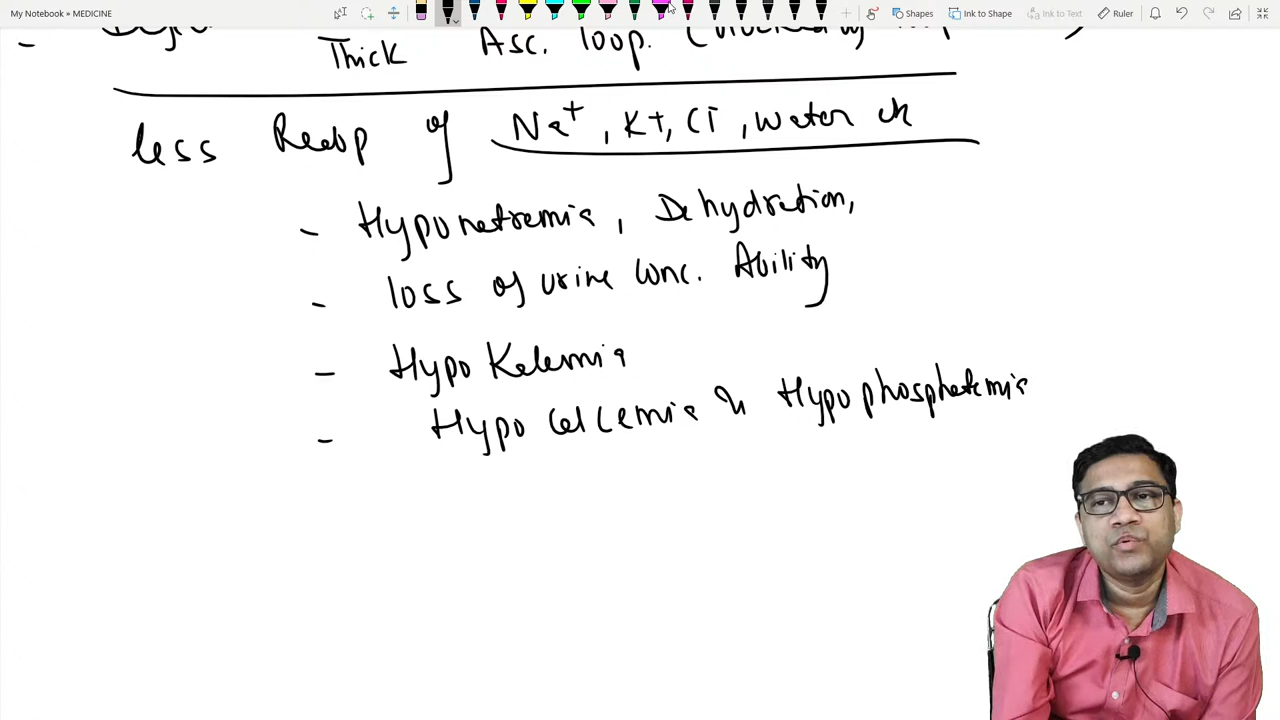 My Notebook » MEDICINE
Shapes Ink to Shape Ink to Text Ruler
Thick Asc. loop.
less Reabp of Na+, K+, Cl, water
- Hyponatremia, Dehydration,
- loss of urine conc. Ability
- Hypo Kalemia
- Hypo calcemia & Hypophosphatemia